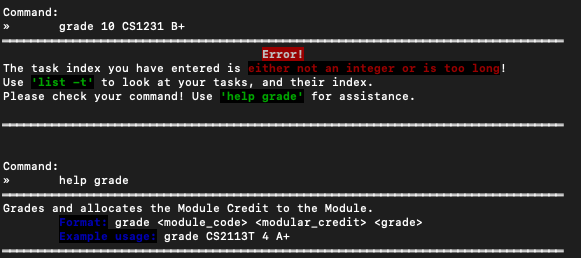 Command:
» grade 10 CS1231 B+
Error!
The task index you have entered is either not an integer or is too long!
Use 'list -t' to look at your tasks, and their index.
Please check your command! Use 'help grade' for assistance.
Command:
» help grade
Grades and allocates the Module Credit to the Module.
Format: grade <module_code> <modular_credit> <grade>
Example usage: grade CS2113T 4 A+